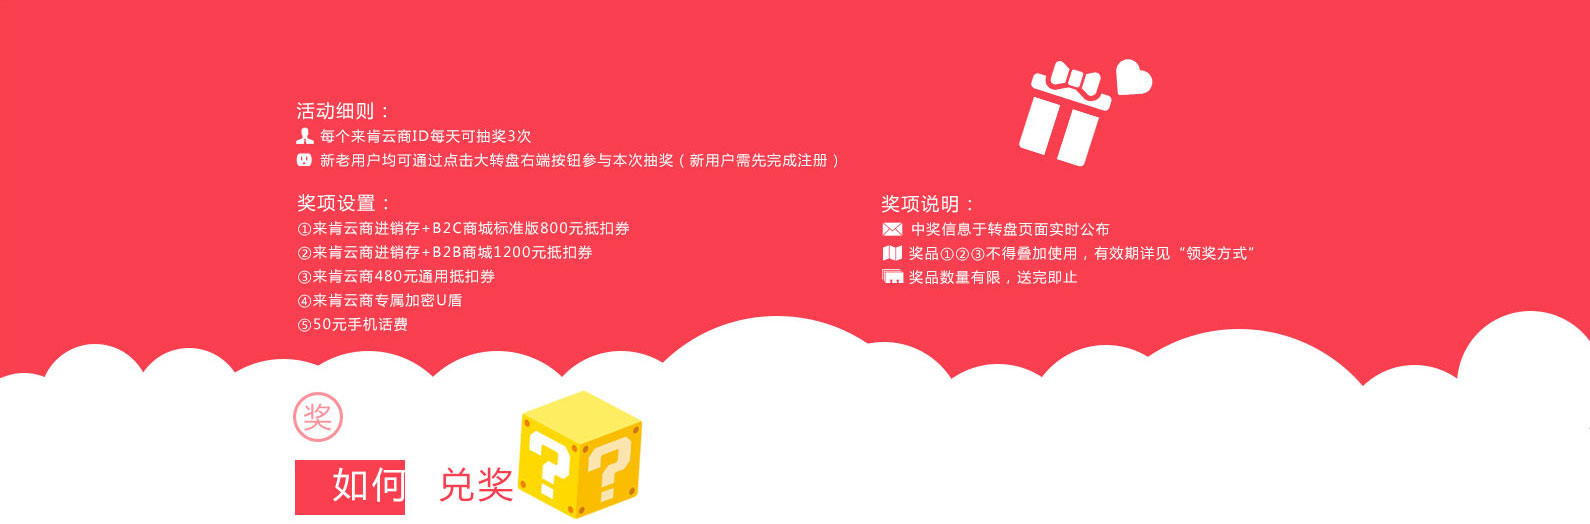 活动细则：
每个来肯云商ID每天可抽奖3次
新老用户均可通过点击大转盘右端按钮参与本次抽奖（新用户需先完成注册）
奖项设置：
①来肯云商进销存+B2C商城标准版800元抵扣券
②来肯云商进销存+B2B商城1200元抵扣券
③来肯云商480元通用抵扣券
④来肯云商专属加密U盾
⑤50元手机话费
奖项说明：
中奖信息于转盘页面实时公布
奖品①②③不得叠加使用，有效期详见“领奖方式”
奖品数量有限，送完即止
奖
如何 兑奖
? ?